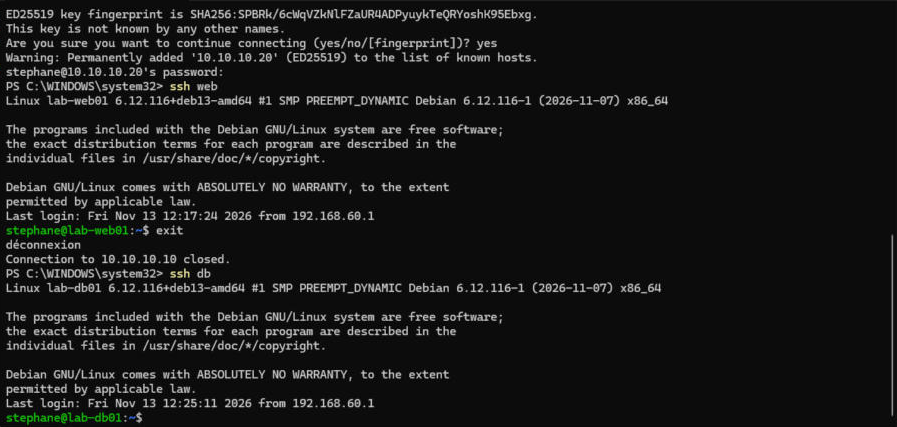 ED25519 key fingerprint is SHA256:SPBRk/6cWqVZkNlFZaUR4ADPyuykTeQRYoshK95Ebxg.
This key is not known by any other names.
Are you sure you want to continue connecting (yes/no/[fingerprint])? yes
Warning: Permanently added '10.10.10.20' (ED25519) to the list of known hosts.
stephane@10.10.10.20's password:
PS C:\WINDOWS\system32> ssh web
Linux lab-web01 6.12.116+deb13-amd64 #1 SMP PREEMPT_DYNAMIC Debian 6.12.116-1 (2026-11-07) x86_64
The programs included with the Debian GNU/Linux system are free software;
the exact distribution terms for each program are described in the
individual files in /usr/share/doc/*/copyright.
Debian GNU/Linux comes with ABSOLUTELY NO WARRANTY, to the extent
permitted by applicable law.
Last login: Fri Nov 13 12:17:24 2026 from 192.168.60.1
stephane@lab-web01:~$ exit
déconnexion
Connection to 10.10.10.10 closed.
PS C:\WINDOWS\system32> ssh db
Linux lab-db01 6.12.116+deb13-amd64 #1 SMP PREEMPT_DYNAMIC Debian 6.12.116-1 (2026-11-07) x86_64
The programs included with the Debian GNU/Linux system are free software;
the exact distribution terms for each program are described in the
individual files in /usr/share/doc/*/copyright.
Debian GNU/Linux comes with ABSOLUTELY NO WARRANTY, to the extent
permitted by applicable law.
Last login: Fri Nov 13 12:25:11 2026 from 192.168.60.1
stephane@lab-db01:~$